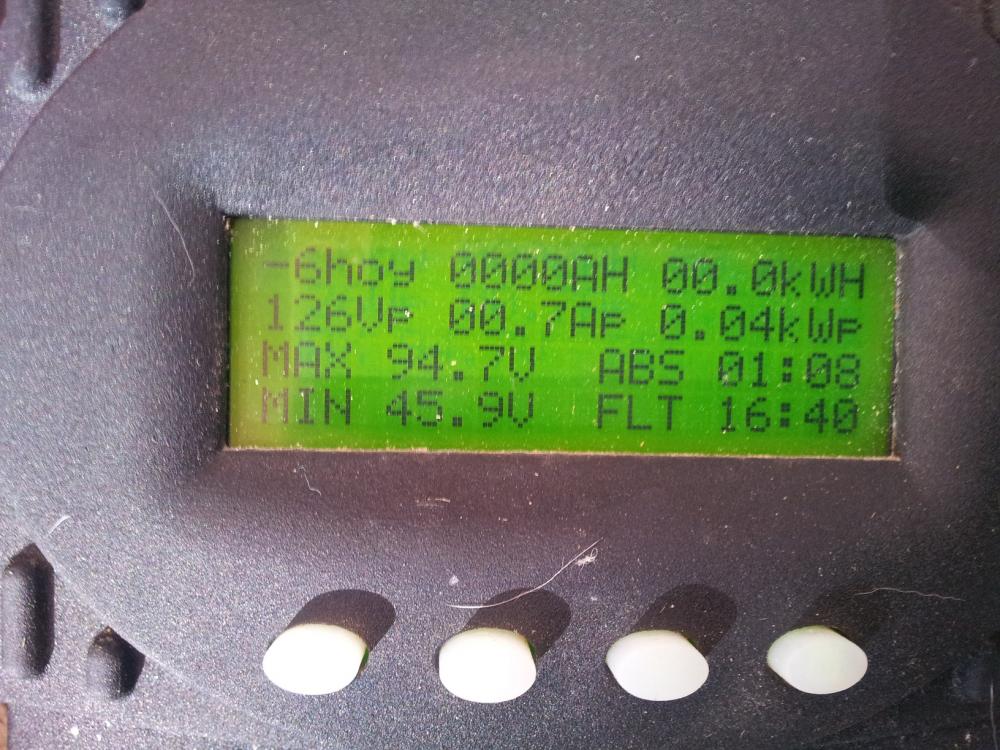 -6hoy 0000AH 00.0kWH
126Vp 00.7Ap 0.04kWp
MAX 94.7V ABS 01:08
MIN 45.9V FLT 16:40